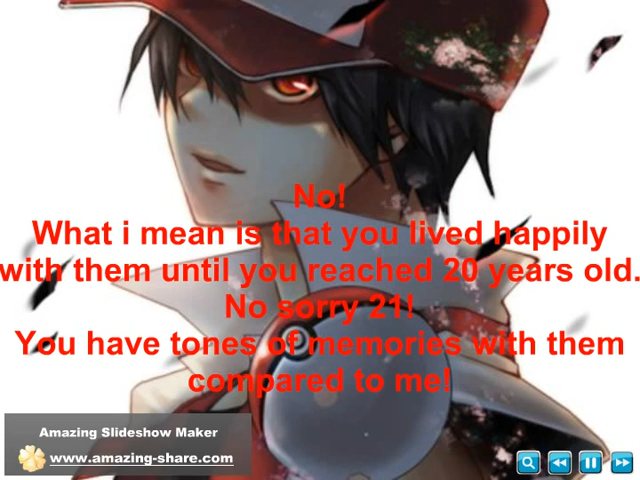 No!
What i mean is that you lived happily
with them until you reached 20 years old.
No sorry 21!
You have tones of memories with them
compared to me!
Amazing Slideshow Maker
www.amazing-share.com